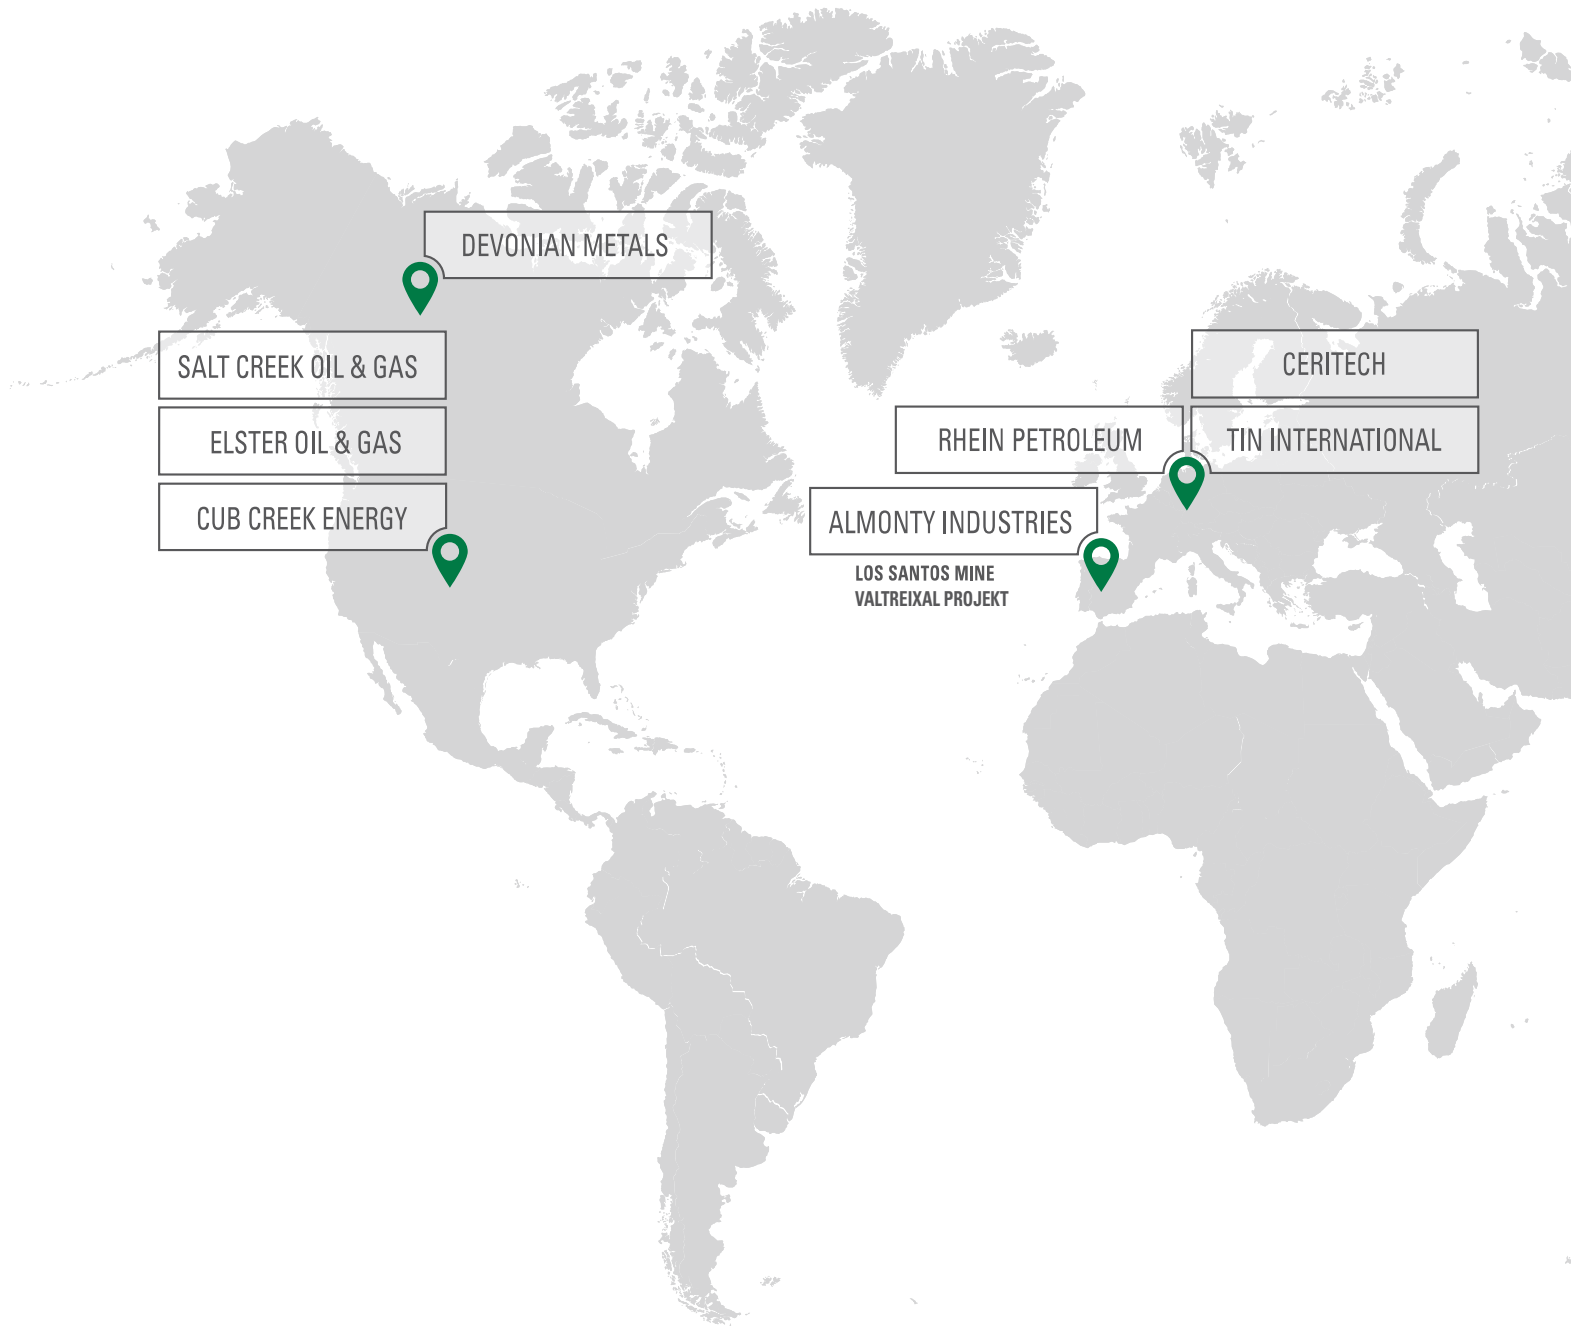 DEVONIAN METALS
SALT CREEK OIL & GAS
ELSTER OIL & GAS
CUB CREEK ENERGY
CERITECH
RHEIN PETROLEUM
TIN INTERNATIONAL
ALMONTY INDUSTRIES
LOS SANTOS MINE
VALTREIXAL PROJEKT